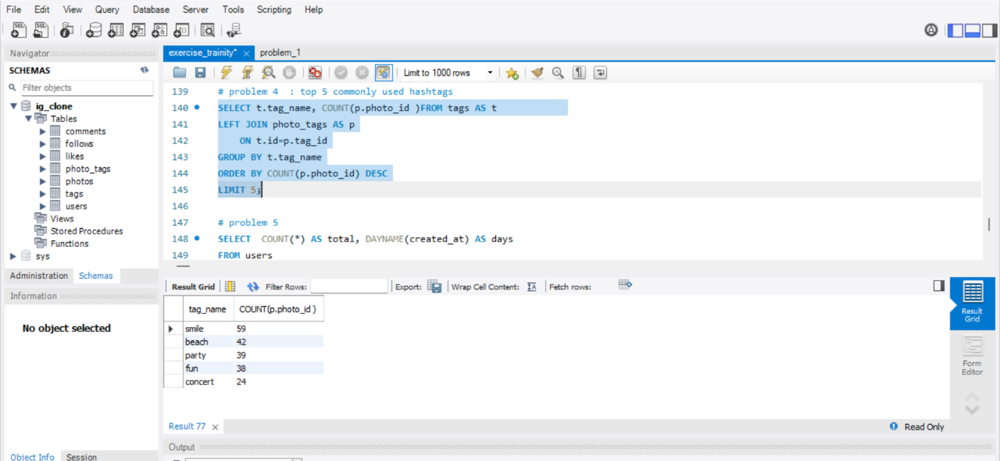 File Edit View Query Database Server Tools Scripting Help
SQL SQL
Navigator
SCHEMAS
Filter objects
ig_clone
Tables
comments
follows
likes
photo_tags
photos
tags
users
Views
Stored Procedures
Functions
sys
Administration Schemas
Information
No object selected
Object Info Session
exercise_trainity* problem_1
Limit to 1000 rows
139 # problem 4  : top 5 commonly used hashtags
140 SELECT t.tag_name, COUNT(p.photo_id )FROM tags AS t
141 LEFT JOIN photo_tags AS p
142     ON t.id=p.tag_id
143 GROUP BY t.tag_name
144 ORDER BY COUNT(p.photo_id) DESC
145 LIMIT 5;
146
147 # problem 5
148 SELECT  COUNT(*) AS total, DAYNAME(created_at) AS days
149 FROM users
Result Grid Filter Rows: Export: Wrap Cell Content: Fetch rows:
tag_name COUNT(p.photo_id )
smile 59
beach 42
party 39
fun 38
concert 24
Result Grid
Form Editor
Result 77 Read Only
Output